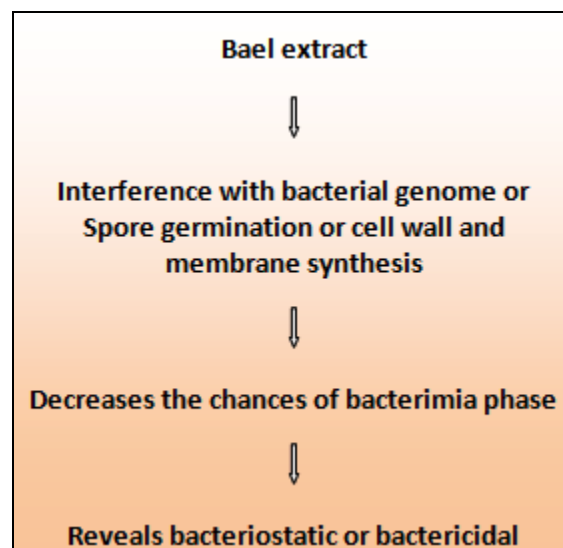 Bael extract
Interference with bacterial genome or
Spore germination or cell wall and
membrane synthesis
Decreases the chances of bacterimia phase
Reveals bacteriostatic or bactericidal